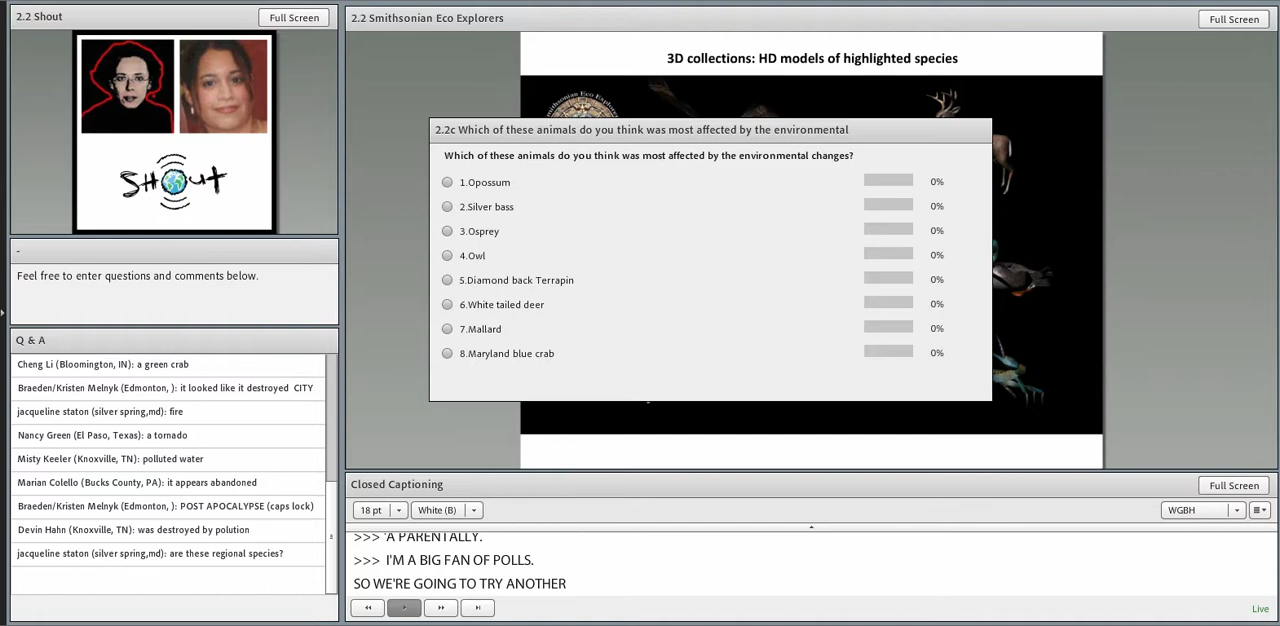 2.2 Shout
Full Screen
SHOUT
-
Feel free to enter questions and comments below.
Q & A
Cheng Li (Bloomington, IN): a green crab
Braeden/Kristen Melnyk (Edmonton, ): it looked like it destroyed CITY
jacqueline staton (silver spring,md): fire
Nancy Green (El Paso, Texas): a tornado
Misty Keeler (Knoxville, TN): polluted water
Marian Colello (Bucks County, PA): it appears abandoned
Braeden/Kristen Melnyk (Edmonton, ): POST APOCALYPSE (caps lock)
Devin Hahn (Knoxville, TN): was destroyed by polution
jacqueline staton (silver spring,md): are these regional species?
2.2 Smithsonian Eco Explorers
Full Screen
3D collections: HD models of highlighted species
Smithsonian Eco Explorers
2.2c Which of these animals do you think was most affected by the environmental
Which of these animals do you think was most affected by the environmental changes?
1.Opossum 0%
2.Silver bass 0%
3.Osprey 0%
4.Owl 0%
5.Diamond back Terrapin 0%
6.White tailed deer 0%
7.Mallard 0%
8.Maryland blue crab 0%
Closed Captioning
Full Screen
18 pt White (B) WGBH
>>> 'A PARENTALLY.
>>> I'M A BIG FAN OF POLLS.
SO WE'RE GOING TO TRY ANOTHER
Live